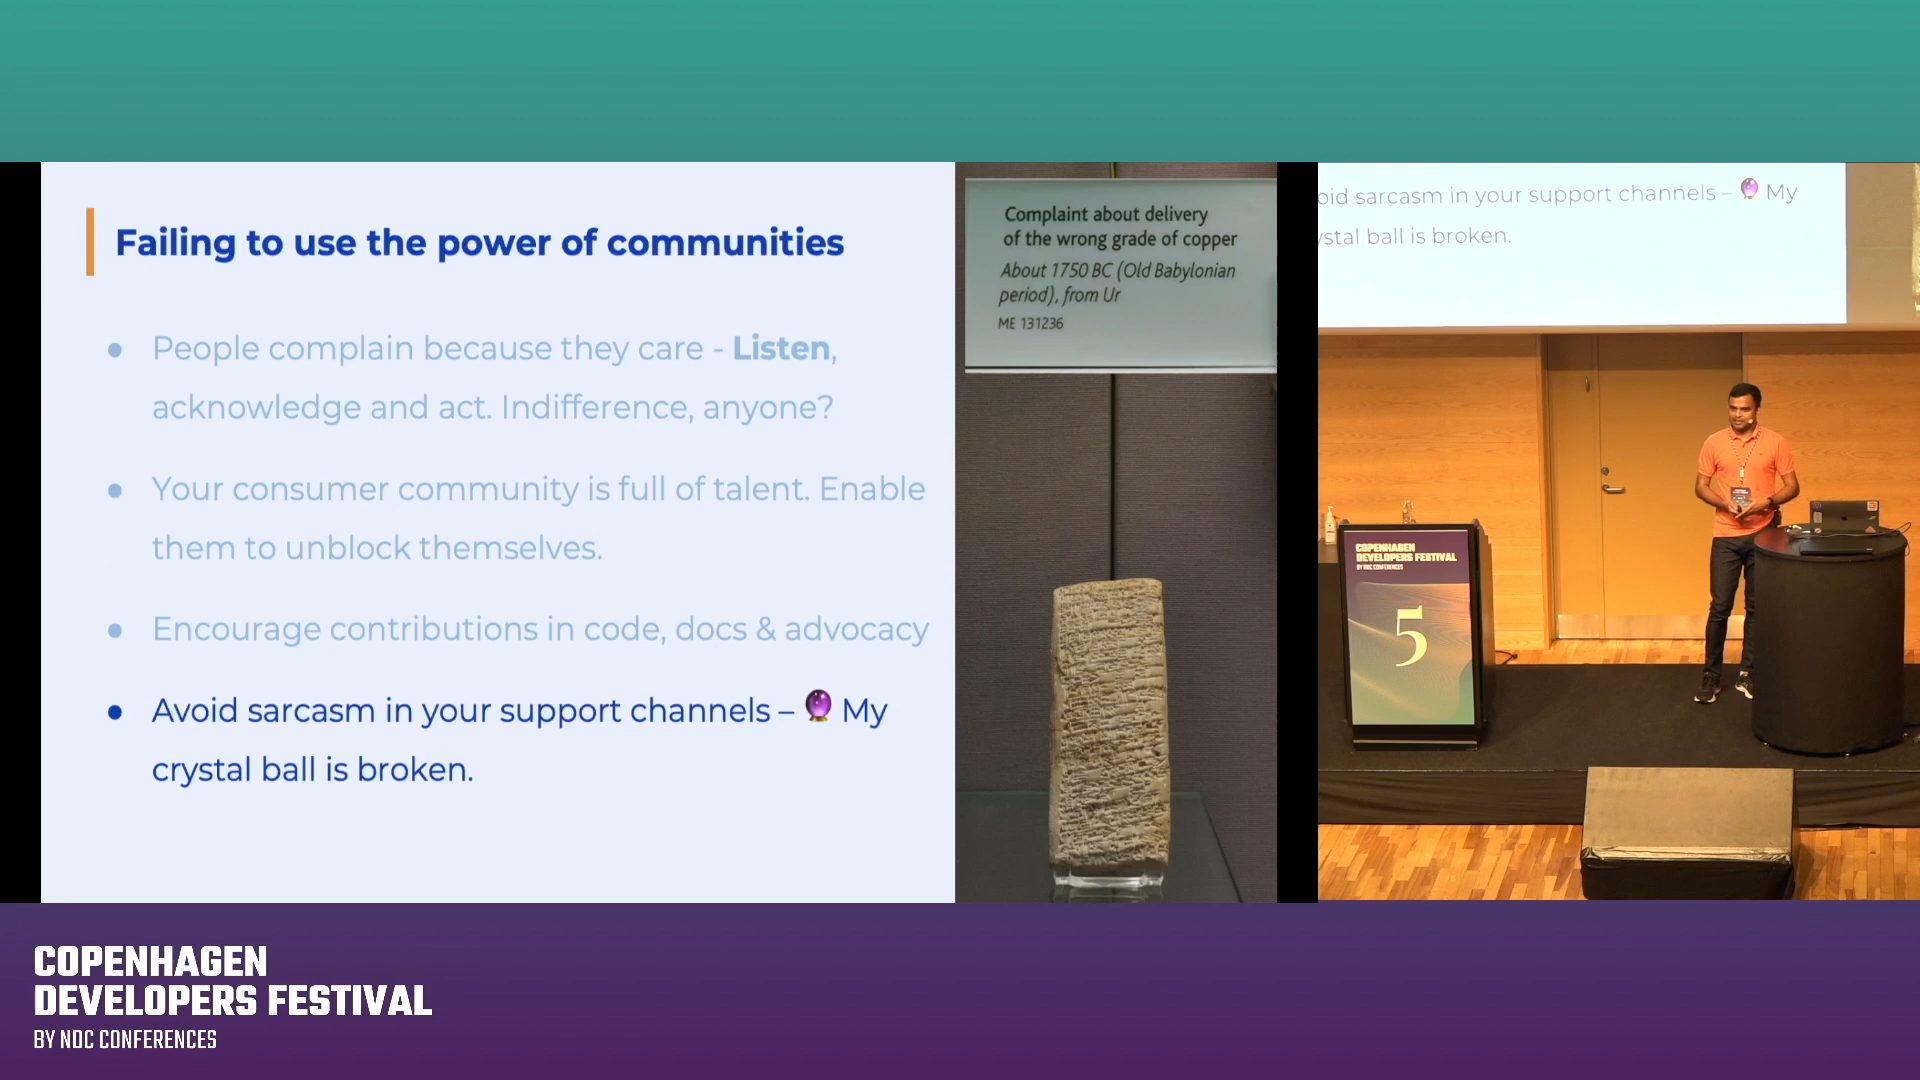 Failing to use the power of communities
● People complain because they care - Listen,
acknowledge and act. Indifference, anyone?
● Your consumer community is full of talent. Enable
them to unblock themselves.
● Encourage contributions in code, docs & advocacy
● Avoid sarcasm in your support channels – 🔮 My
crystal ball is broken.
Complaint about delivery
of the wrong grade of copper
About 1750 BC (Old Babylonian
period), from Ur
ME 131236
oid sarcasm in your support channels – 🔮 My
ystal ball is broken.
COPENHAGEN
DEVELOPERS FESTIVAL
BY NDC CONFERENCES
5
COPENHAGEN
DEVELOPERS FESTIVAL
BY NDC CONFERENCES